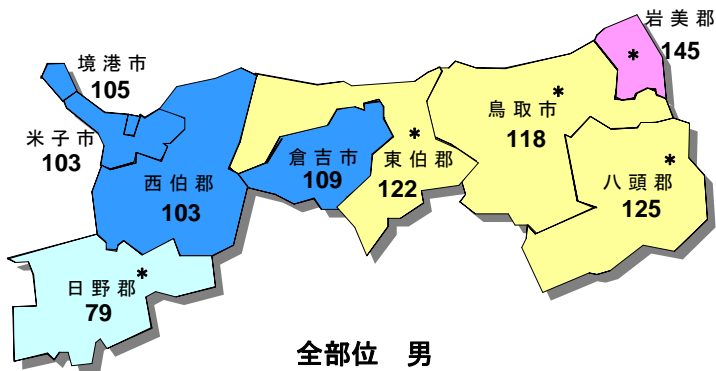 岩美郡
*
145
境港市
105
*
鳥取市
118
米子市
103
*
倉吉市
109
東伯郡
122
*
八頭郡
125
西伯郡
103
*
日野郡
79
全部位　男